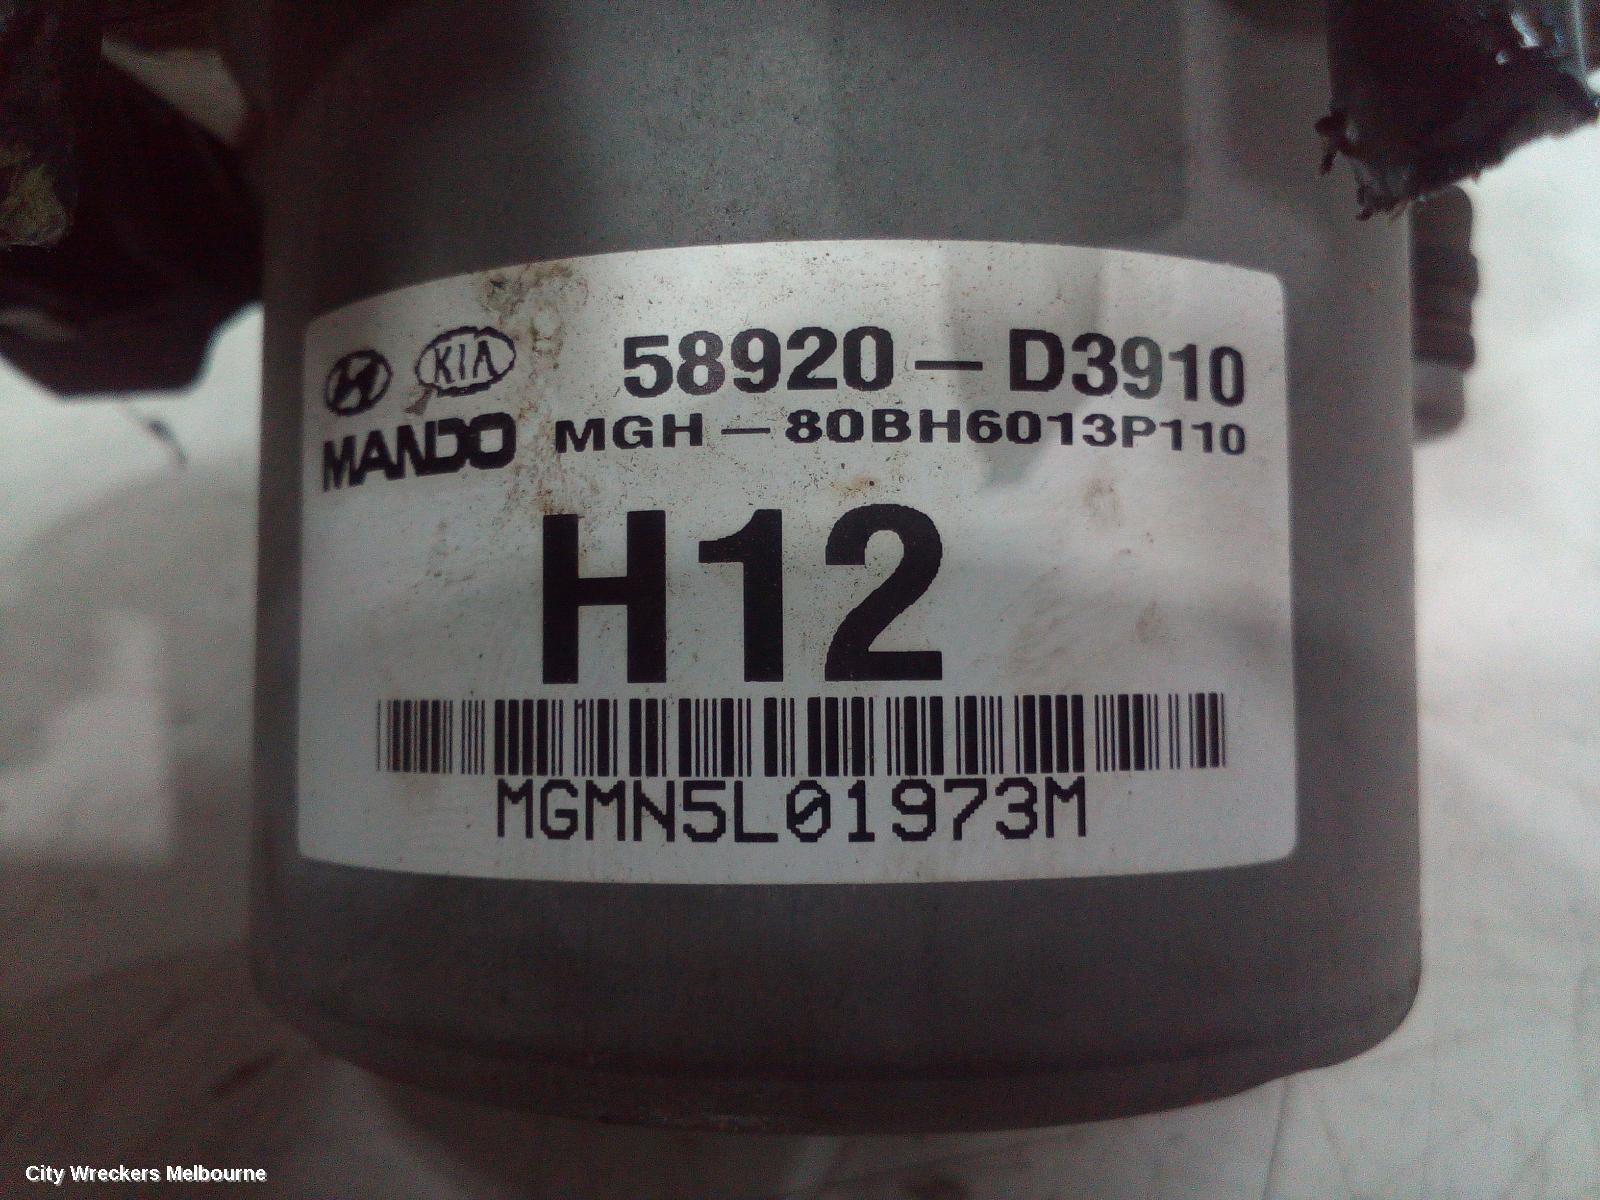 H KIA 58920-D3910
MANDO MGH-80BH6013P110
H12
MGMN5L01973M
City Wreckers Melbourne